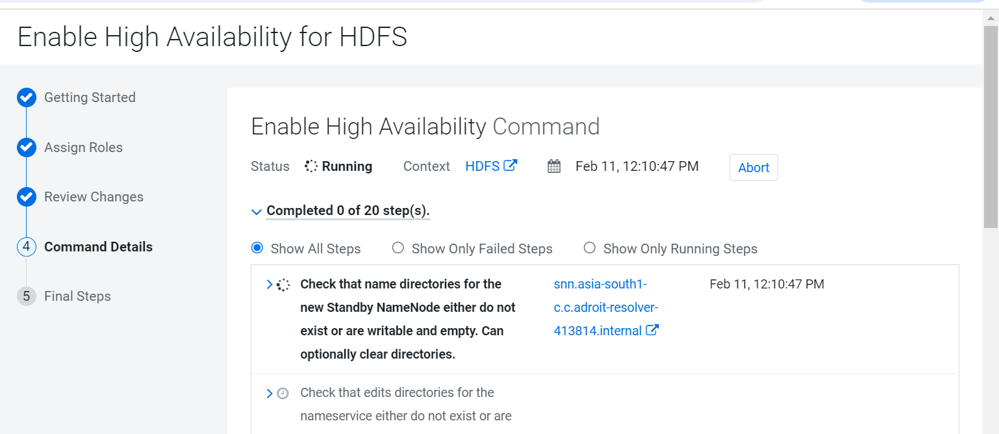 Enable High Availability for HDFS
Getting Started
Assign Roles
Review Changes
4 Command Details
5 Final Steps
Enable High Availability Command
Status Running Context HDFS Feb 11, 12:10:47 PM Abort
Completed 0 of 20 step(s).
Show All Steps Show Only Failed Steps Show Only Running Steps
Check that name directories for the
new Standby NameNode either do not
exist or are writable and empty. Can
optionally clear directories.
snn.asia-south1-
c.c.adroit-resolver-
413814.internal
Feb 11, 12:10:47 PM
Check that edits directories for the
nameservice either do not exist or are